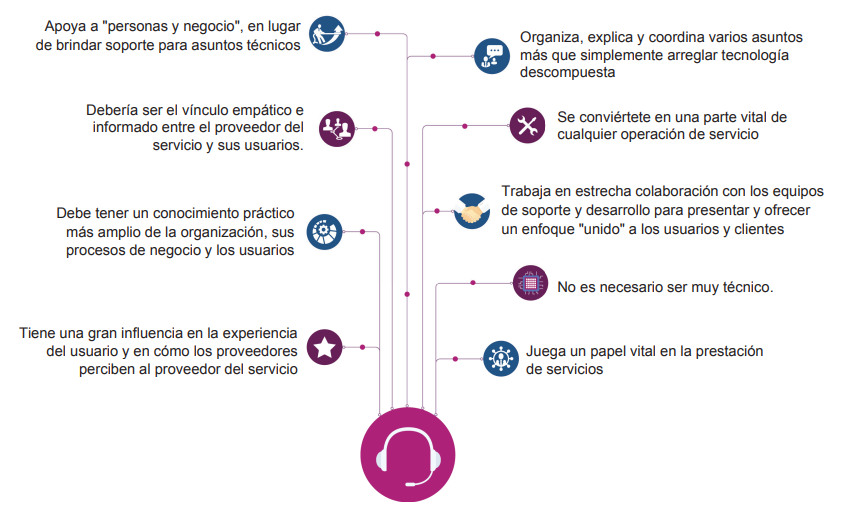 Apoya a "personas y negocio", en lugar
de brindar soporte para asuntos técnicos
Debería ser el vínculo empático e
informado entre el proveedor del
servicio y sus usuarios.
Debe tener un conocimiento práctico
más amplio de la organización, sus
procesos de negocio y los usuarios
Tiene una gran influencia en la experiencia
del usuario y en cómo los proveedores
perciben al proveedor del servicio
Organiza, explica y coordina varios asuntos
más que simplemente arreglar tecnología
descompuesta
Se conviértete en una parte vital de
cualquier operación de servicio
Trabaja en estrecha colaboración con los equipos
de soporte y desarrollo para presentar y ofrecer
un enfoque "unido" a los usuarios y clientes
No es necesario ser muy técnico.
Juega un papel vital en la prestación
de servicios